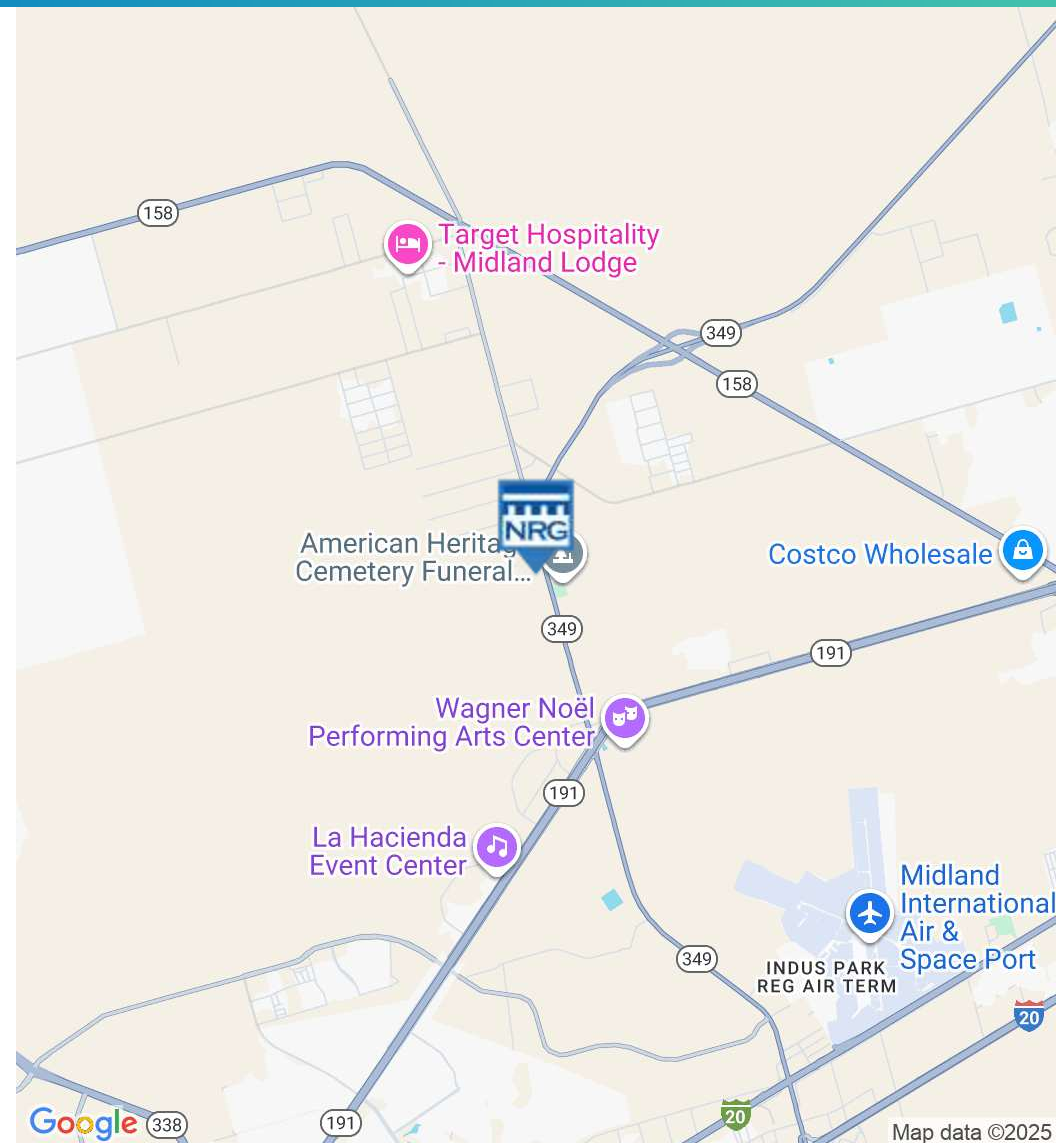 158
Target Hospitality
- Midland Lodge
349
158
NRG
American Heritag
Cemetery Funeral...
Costco Wholesale
349
191
Wagner Noël
Performing Arts Center
191
La Hacienda
Event Center
Midland
International
Air &
Space Port
349
INDUS PARK
REG AIR TERM
20
20
Google
338
191
Map data ©2025